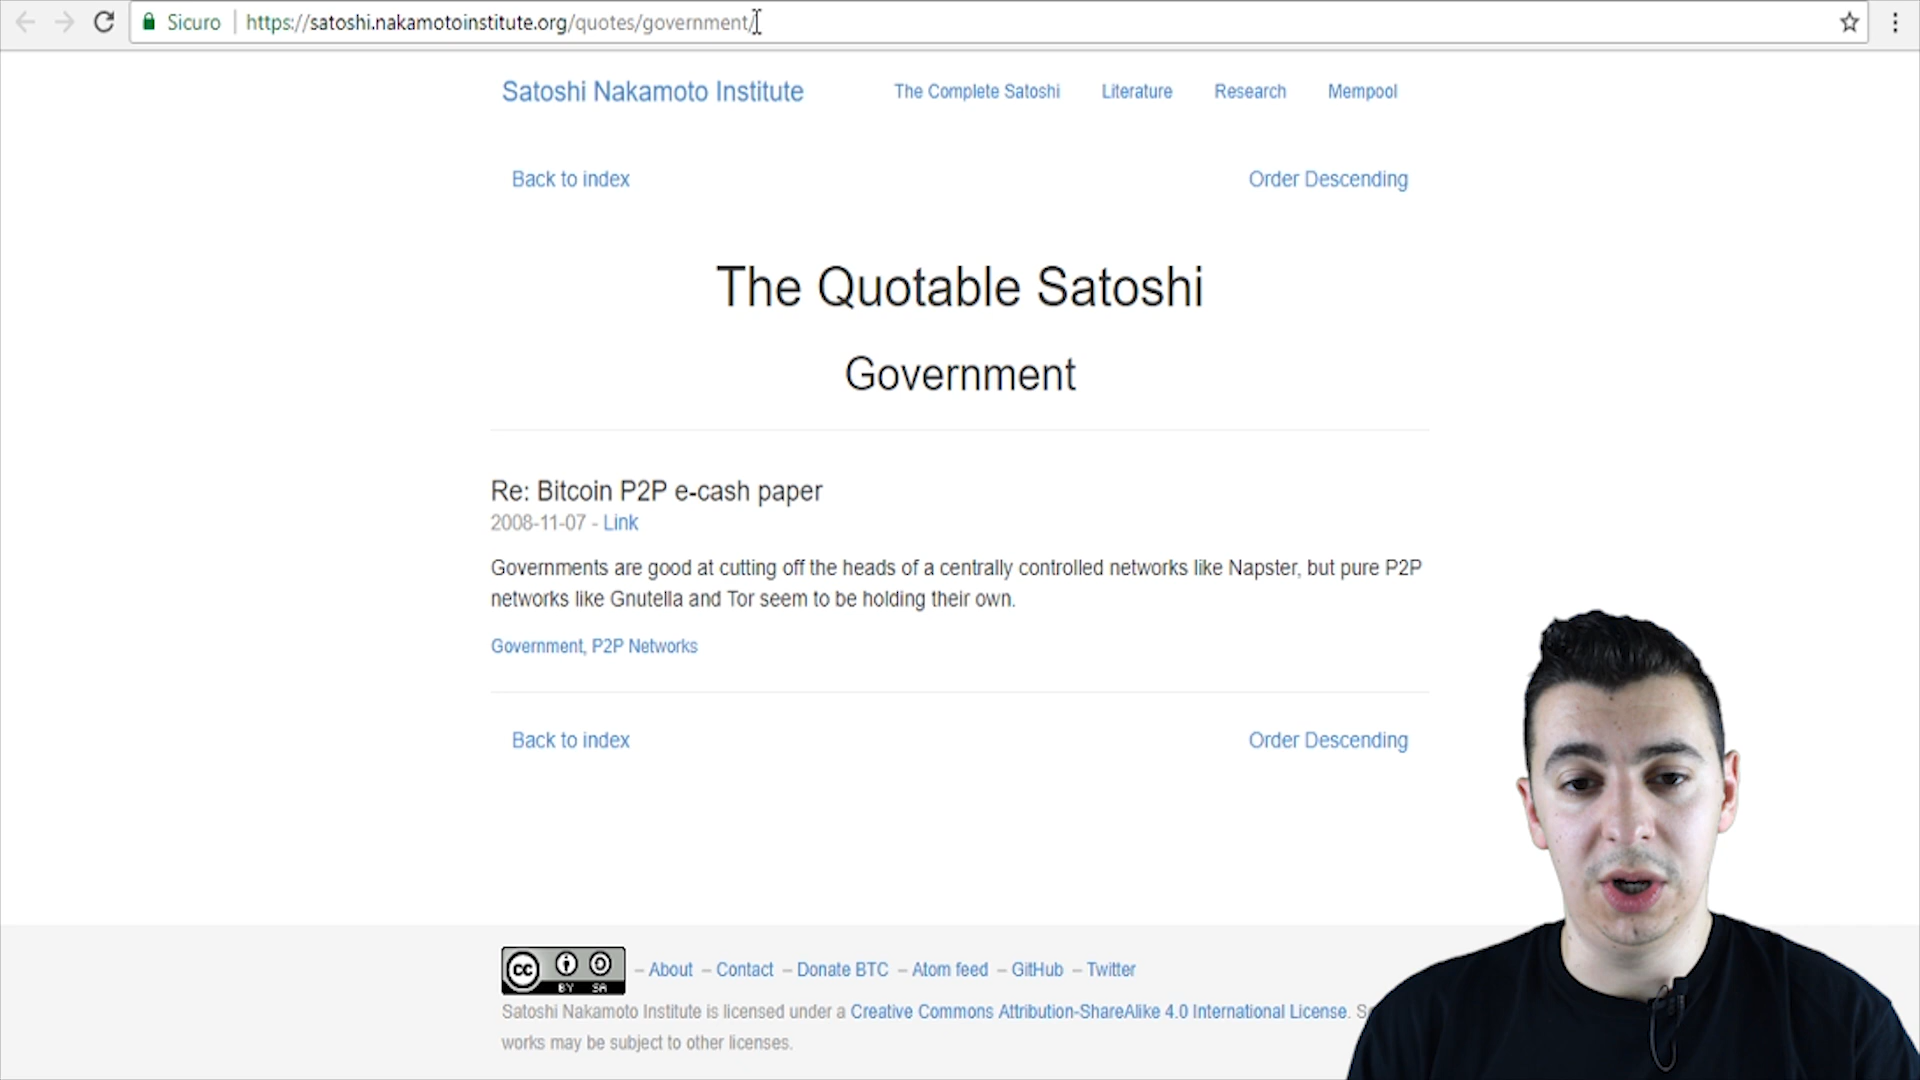 Sicuro https://satoshi.nakamotoinstitute.org/quotes/government/
Satoshi Nakamoto Institute The Complete Satoshi Literature Research Mempool
Back to index Order Descending
The Quotable Satoshi
Government
Re: Bitcoin P2P e-cash paper
2008-11-07 - Link
Governments are good at cutting off the heads of a centrally controlled networks like Napster, but pure P2P
networks like Gnutella and Tor seem to be holding their own.
Government, P2P Networks
Back to index Order Descending
cc BY SA – About – Contact – Donate BTC – Atom feed – GitHub – Twitter
Satoshi Nakamoto Institute is licensed under a Creative Commons Attribution-ShareAlike 4.0 International License.
works may be subject to other licenses.